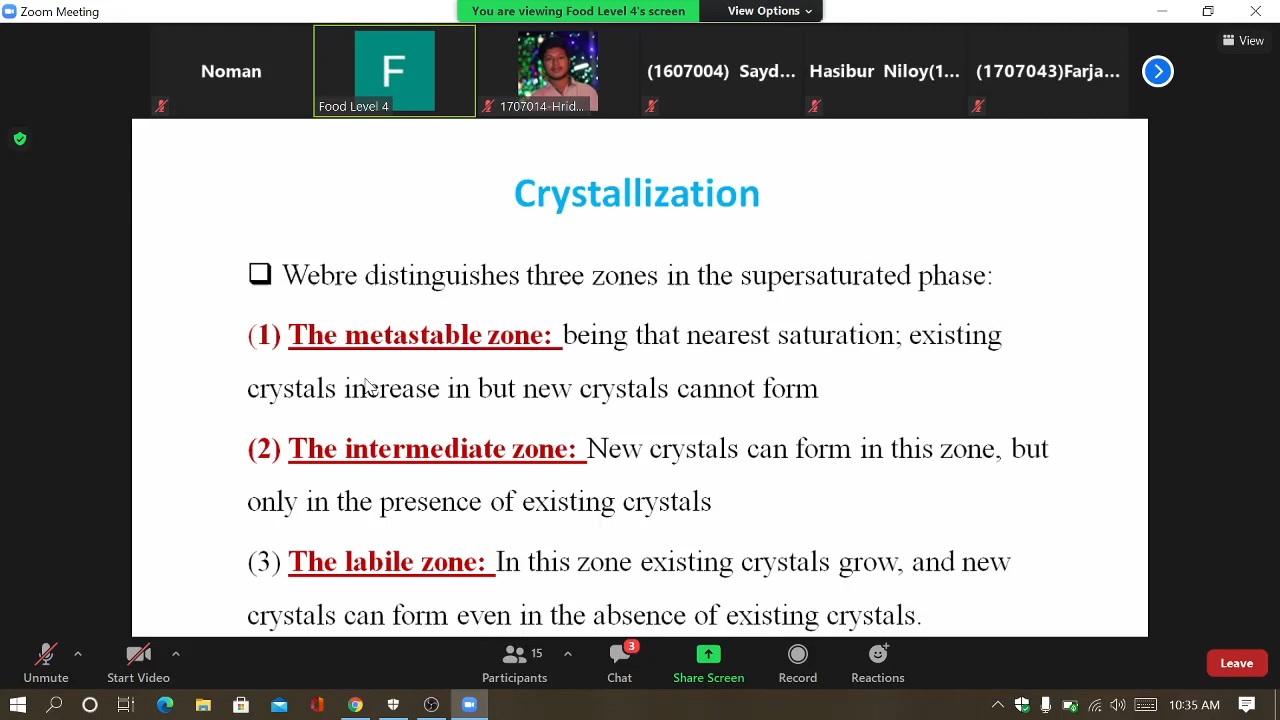 Zoom Meeting
You are viewing Food Level 4's screen
View Options
View
Noman
F
Food Level 4
1707014-Hrid...
(1607004) Sayd...
Hasibur Niloy(1...
(1707043)Farja...
Crystallization
Webre distinguishes three zones in the supersaturated phase:
(1) The metastable zone: being that nearest saturation; existing
crystals increase in but new crystals cannot form
(2) The intermediate zone: New crystals can form in this zone, but
only in the presence of existing crystals
(3) The labile zone: In this zone existing crystals grow, and new
crystals can form even in the absence of existing crystals.
Unmute
Start Video
15
Participants
3
Chat
Share Screen
Record
Reactions
Leave
10:35 AM